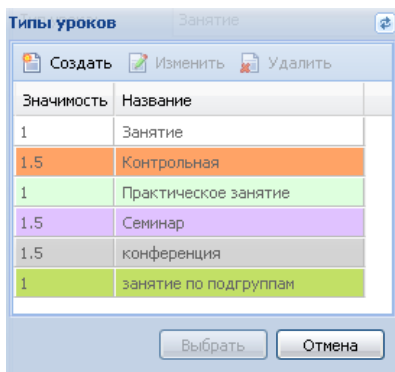 Типы уроков Занятие
Создать Изменить Удалить
Значимость Название
1 Занятие
1.5 Контрольная
1 Практическое занятие
1.5 Семинар
1.5 конференция
1 занятие по подгруппам
Выбрать Отмена